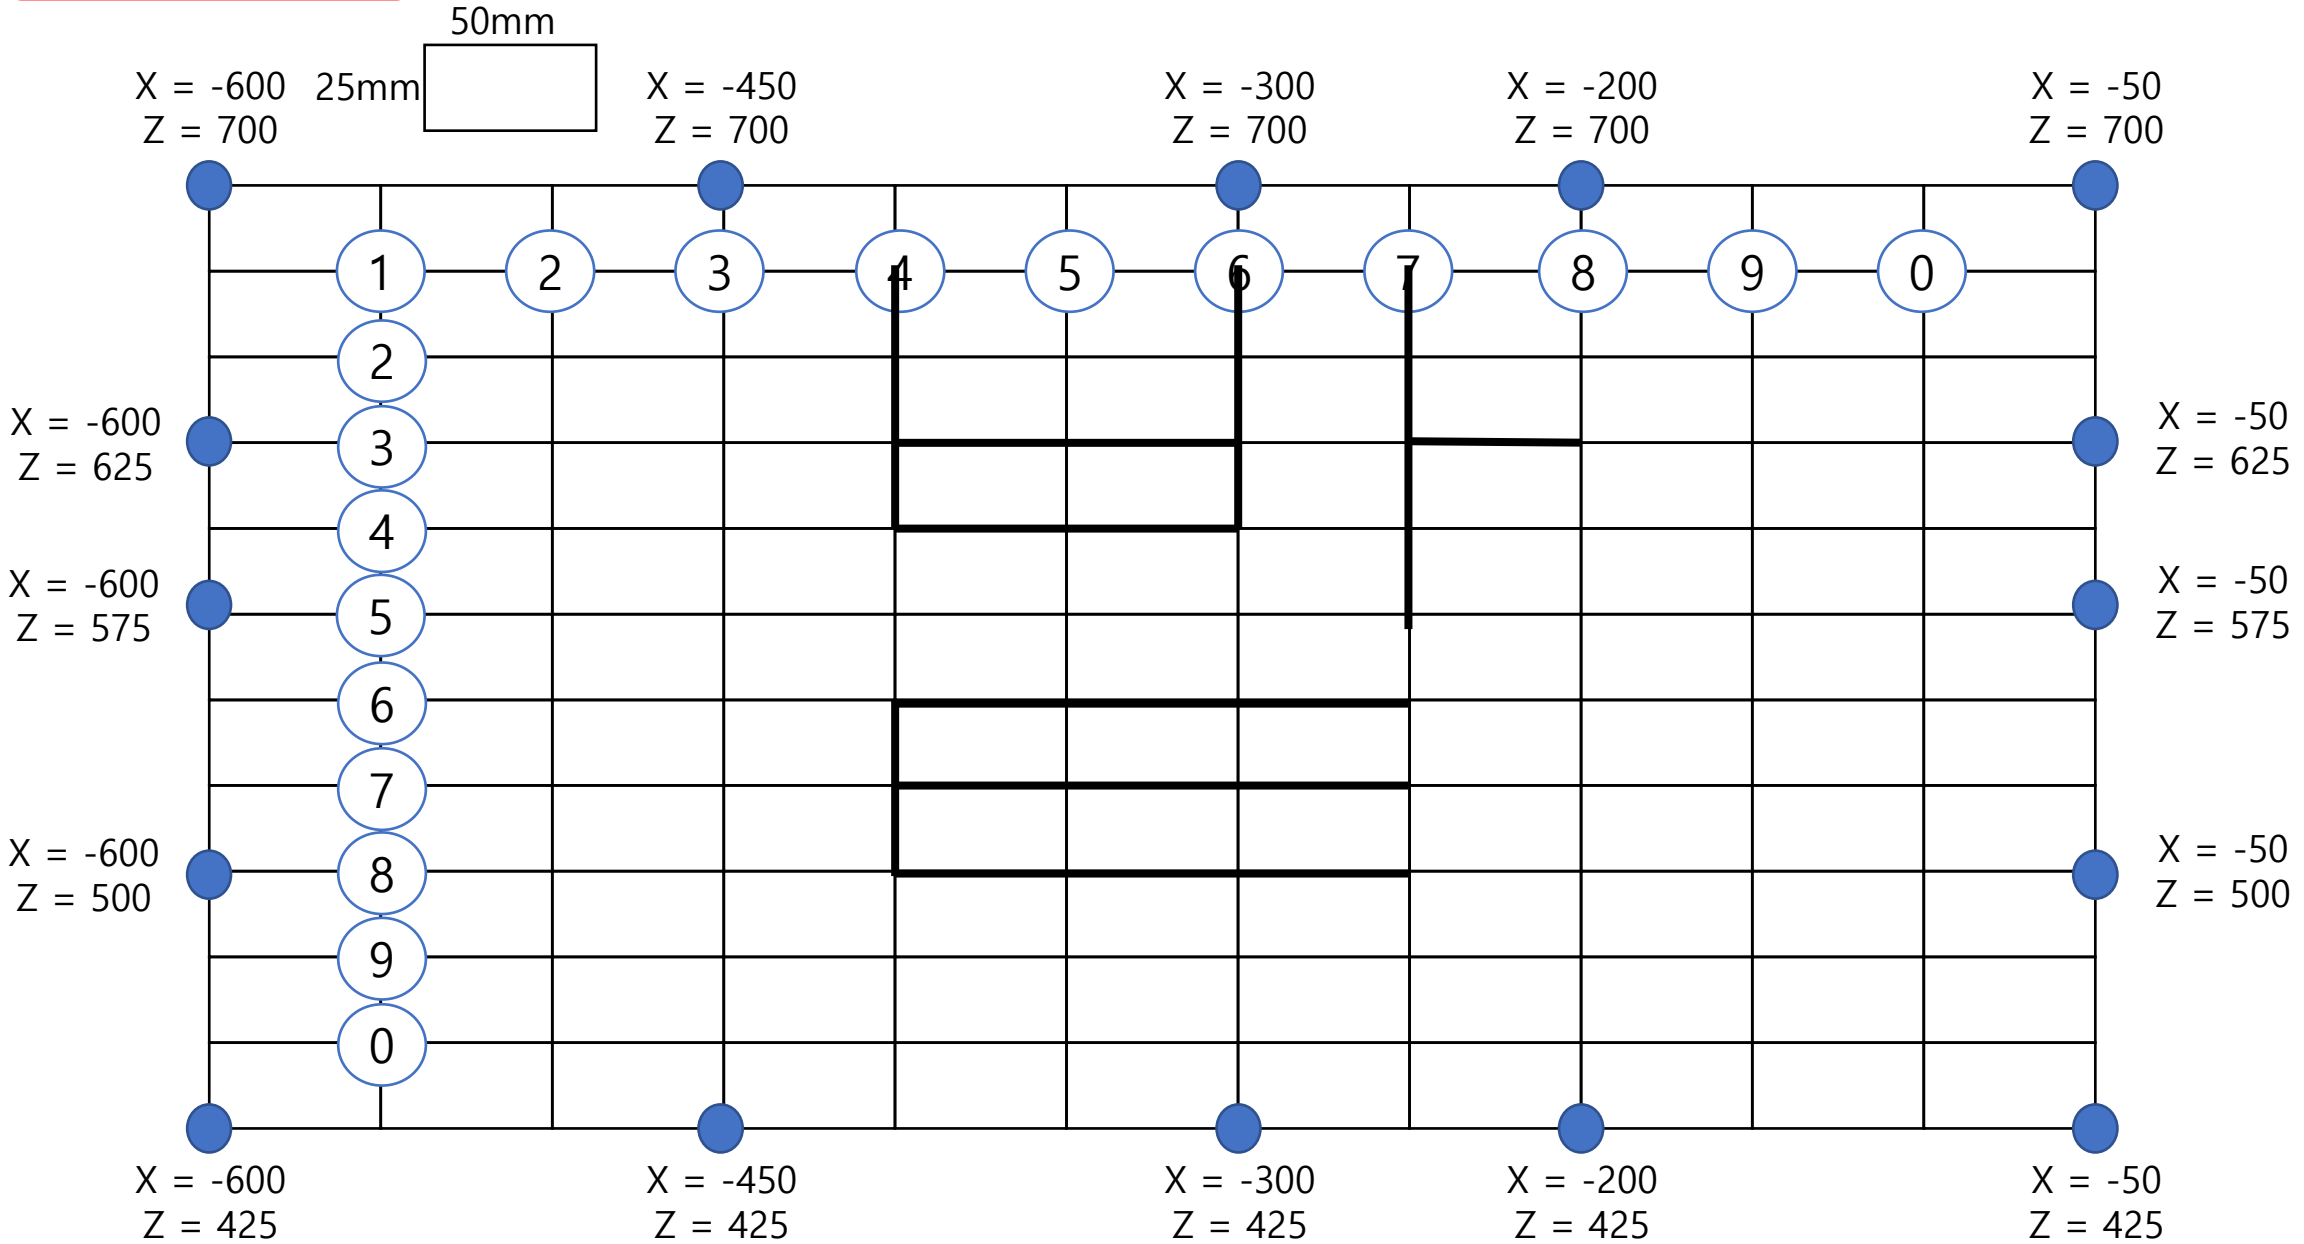 50mm
25mm
X = -600
Z = 700
X = -450
Z = 700
X = -300
Z = 700
X = -200
Z = 700
X = -50
Z = 700
1 2 3 4 5 6 7 8 9 0
2
3
4
5
6
7
8
9
0
X = -600
Z = 625
X = -600
Z = 575
X = -600
Z = 500
X = -50
Z = 625
X = -50
Z = 575
X = -50
Z = 500
X = -600
Z = 425
X = -450
Z = 425
X = -300
Z = 425
X = -200
Z = 425
X = -50
Z = 425